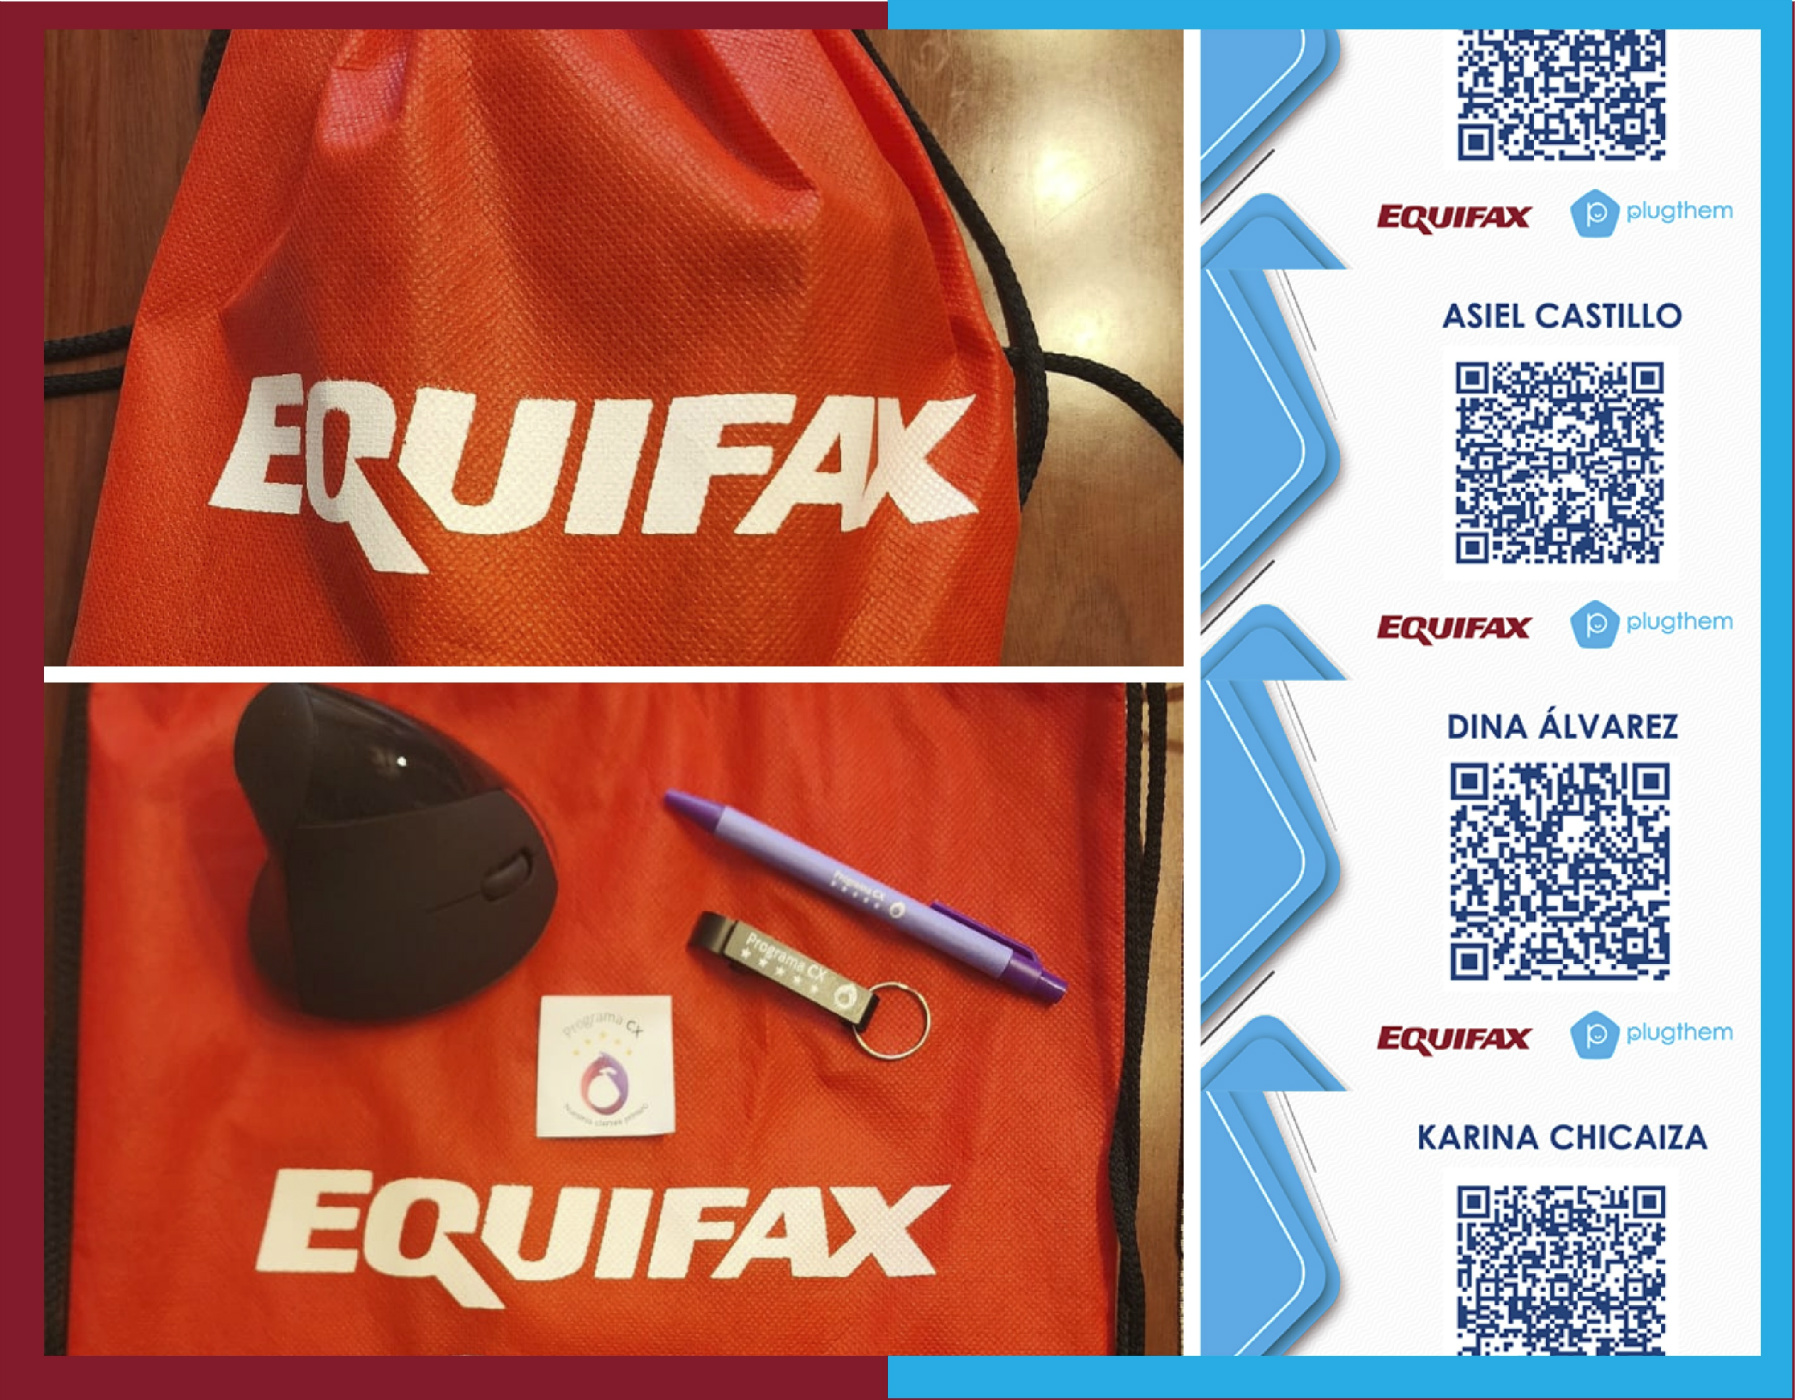 EQUIFAX
Programa CX
Programa CX
Programa CX
EQUIFAX
EQUIFAX plugthem
ASIEL CASTILLO
EQUIFAX plugthem
DINA ÁLVAREZ
EQUIFAX plugthem
KARINA CHICAIZA